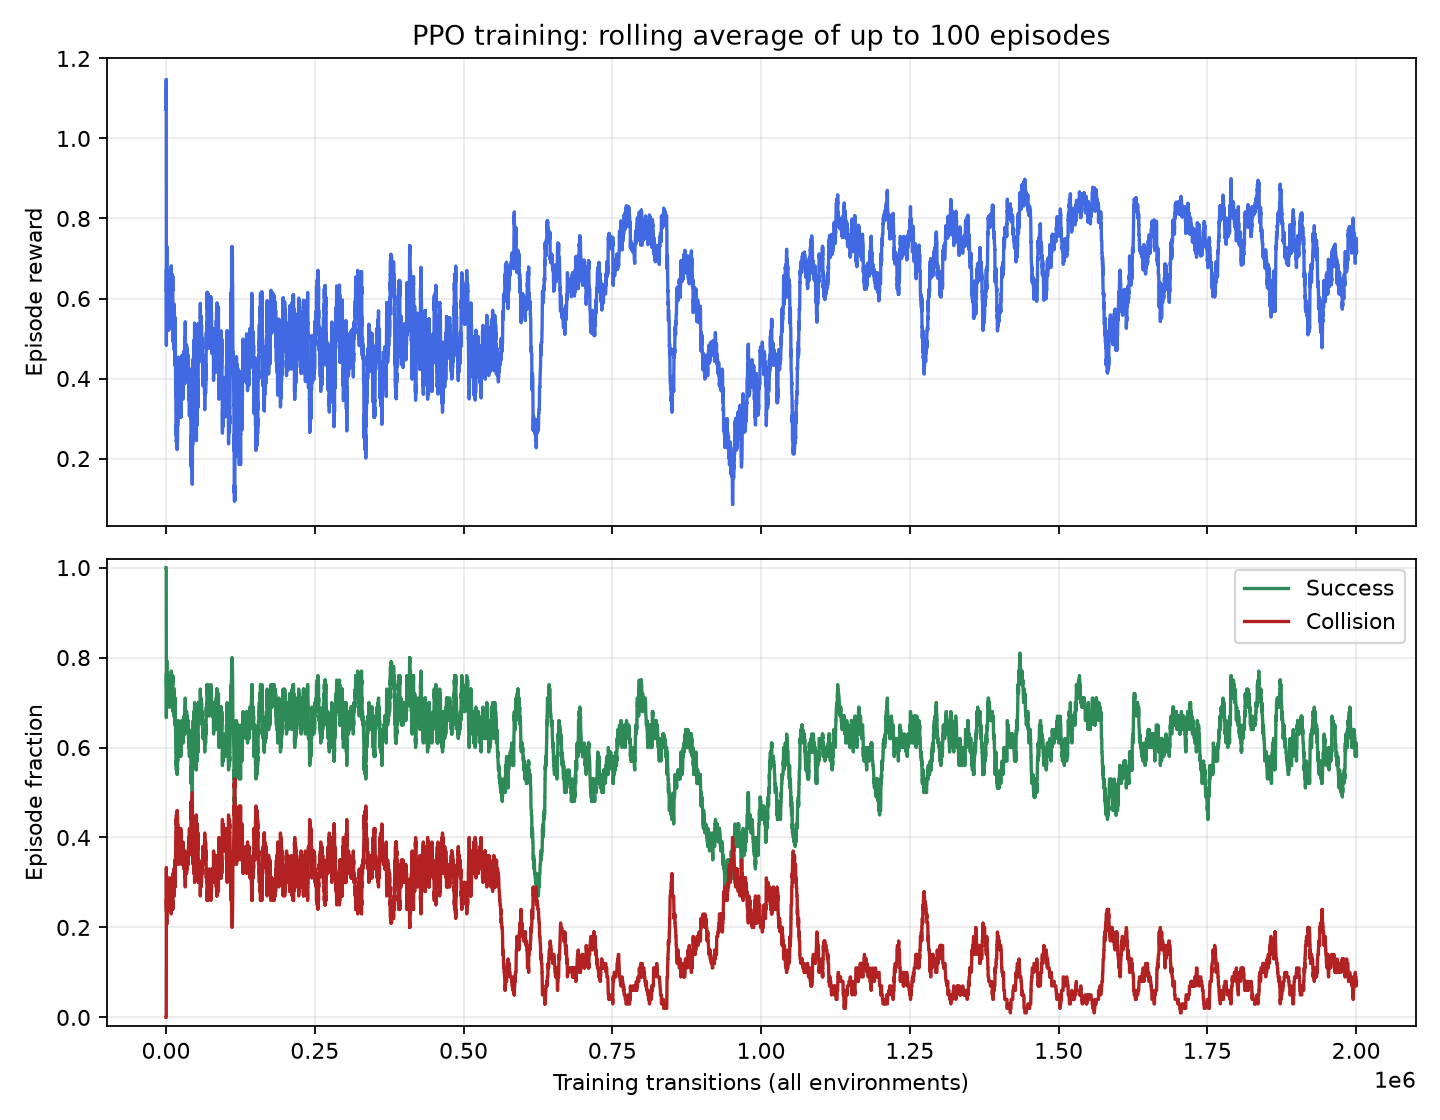 PPO training: rolling average of up to 100 episodes
Episode reward
1.2
1.0
0.8
0.6
0.4
0.2
Episode fraction
1.0
0.8
0.6
0.4
0.2
0.0
Success
Collision
0.00 0.25 0.50 0.75 1.00 1.25 1.50 1.75 2.00
1e6
Training transitions (all environments)